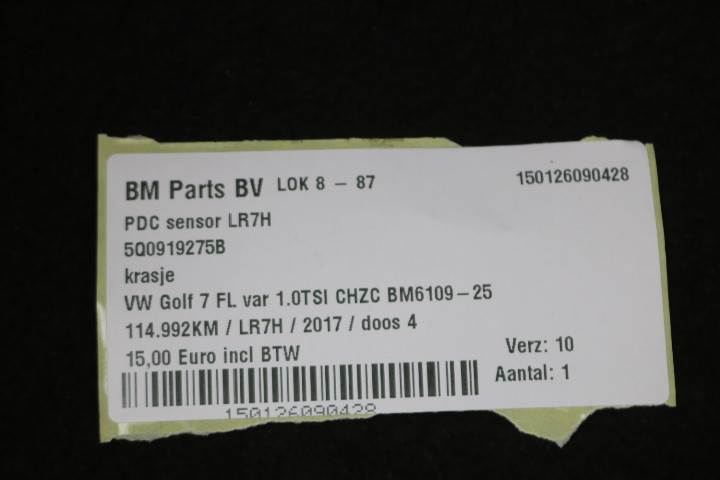 BM Parts BV LOK 8 - 87 150126090428
PDC sensor LR7H
5Q0919275B
krasje
VW Golf 7 FL var 1.0TSI CHZC BM6109-25
114.992KM / LR7H / 2017 / doos 4
15,00 Euro incl BTW
Verz: 10
Aantal: 1
150126090428